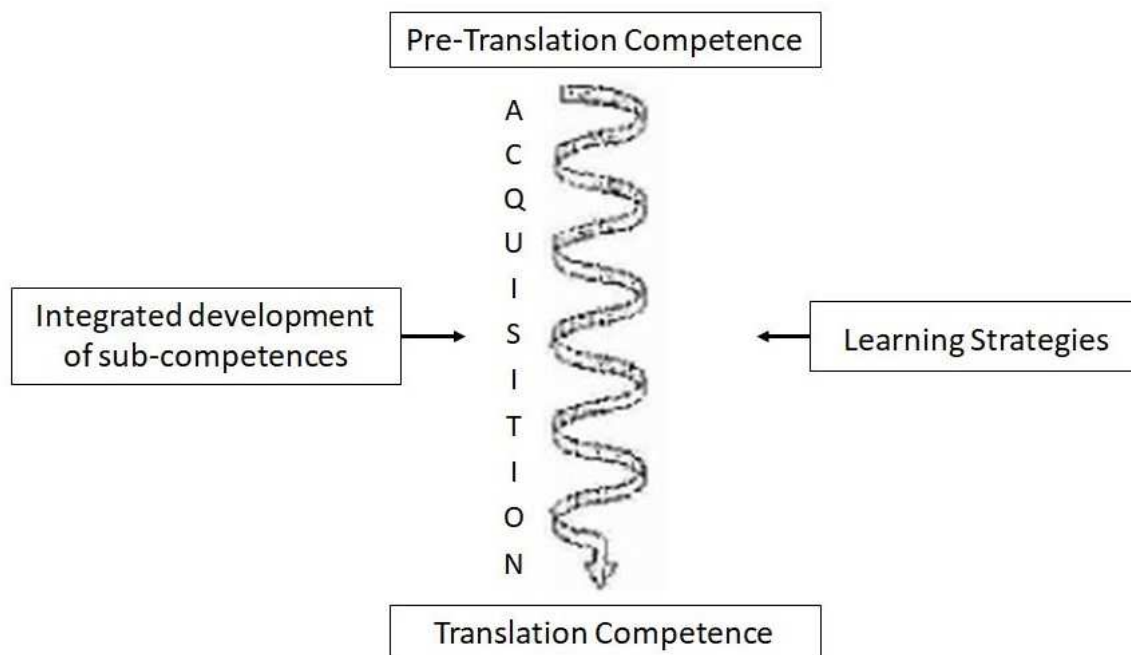 Pre-Translation Competence
A
C
Q
U
I
S
I
T
I
O
N
Integrated development
of sub-competences
Learning Strategies
Translation Competence